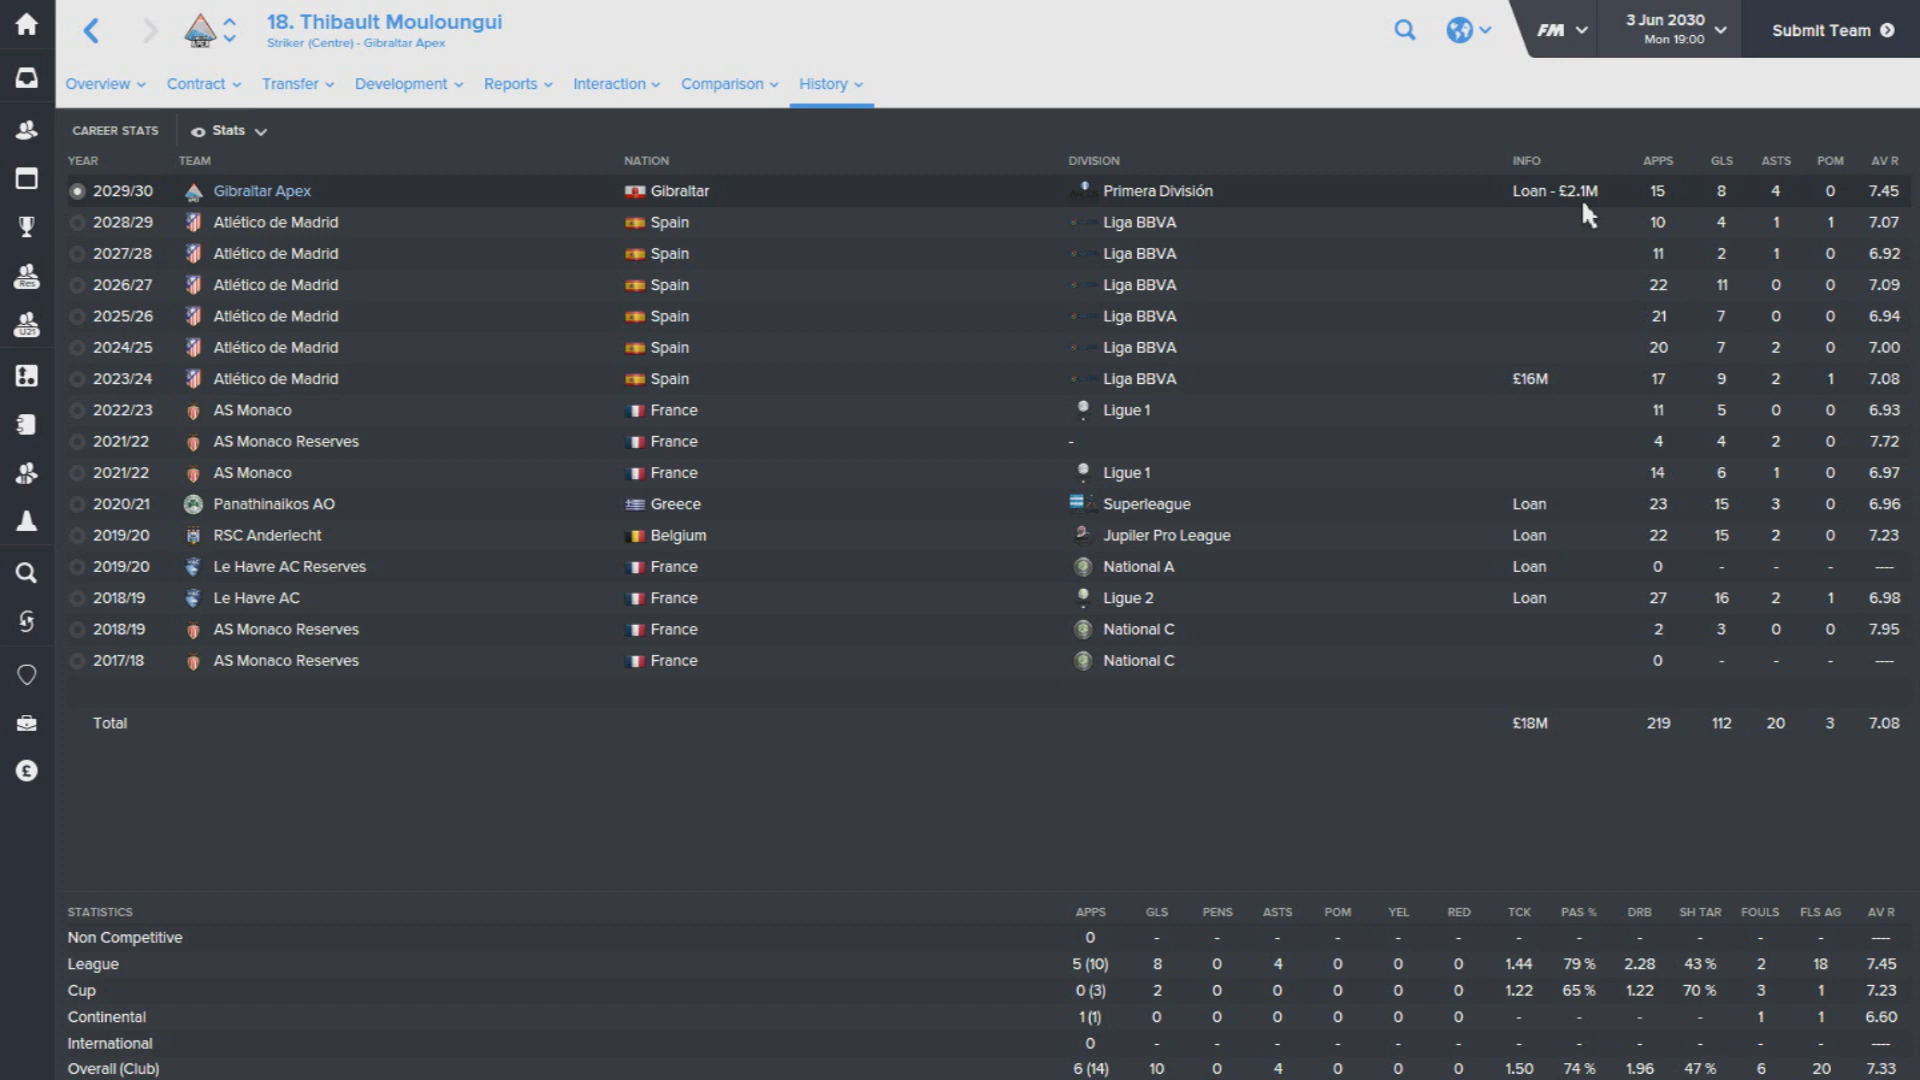 18. Thibault Mouloungui
Striker (Centre) - Gibraltar Apex
FM
3 Jun 2030
Mon 19:00
Submit Team
Overview Contract Transfer Development Reports Interaction Comparison History
CAREER STATS Stats
YEAR TEAM NATION DIVISION INFO APPS GLS ASTS POM AV R
2029/30 Gibraltar Apex Gibraltar Primera División Loan - £2.1M 15 8 4 0 7.45
2028/29 Atlético de Madrid Spain Liga BBVA 10 4 1 1 7.07
2027/28 Atlético de Madrid Spain Liga BBVA 11 2 1 0 6.92
2026/27 Atlético de Madrid Spain Liga BBVA 22 11 0 0 7.09
2025/26 Atlético de Madrid Spain Liga BBVA 21 7 0 0 6.94
2024/25 Atlético de Madrid Spain Liga BBVA 20 7 2 0 7.00
2023/24 Atlético de Madrid Spain Liga BBVA £16M 17 9 2 1 7.08
2022/23 AS Monaco France Ligue 1 11 5 0 0 6.93
2021/22 AS Monaco Reserves France - 4 4 2 0 7.72
2021/22 AS Monaco France Ligue 1 14 6 1 0 6.97
2020/21 Panathinaikos AO Greece Superleague Loan 23 15 3 0 6.96
2019/20 RSC Anderlecht Belgium Jupiler Pro League Loan 22 15 2 0 7.23
2019/20 Le Havre AC Reserves France National A Loan 0 - - - ----
2018/19 Le Havre AC France Ligue 2 Loan 27 16 2 1 6.98
2018/19 AS Monaco Reserves France National C 2 3 0 0 7.95
2017/18 AS Monaco Reserves France National C 0 - - - ----
Total £18M 219 112 20 3 7.08
STATISTICS APPS GLS PENS ASTS POM YEL RED TCK PAS % DRB SH TAR FOULS FLS AG AV R
Non Competitive 0 - - - - - - - - - - - - ----
League 5 (10) 8 0 4 0 0 0 1.44 79 % 2.28 43 % 2 18 7.45
Cup 0 (3) 2 0 0 0 0 0 1.22 65 % 1.22 70 % 3 1 7.23
Continental 1 (1) 0 0 0 0 0 0 - - - - 1 1 6.60
International 0 - - - - - - - - - - - - ----
Overall (Club) 6 (14) 10 0 4 0 0 0 1.50 74 % 1.96 47 % 6 20 7.33
Res
U21